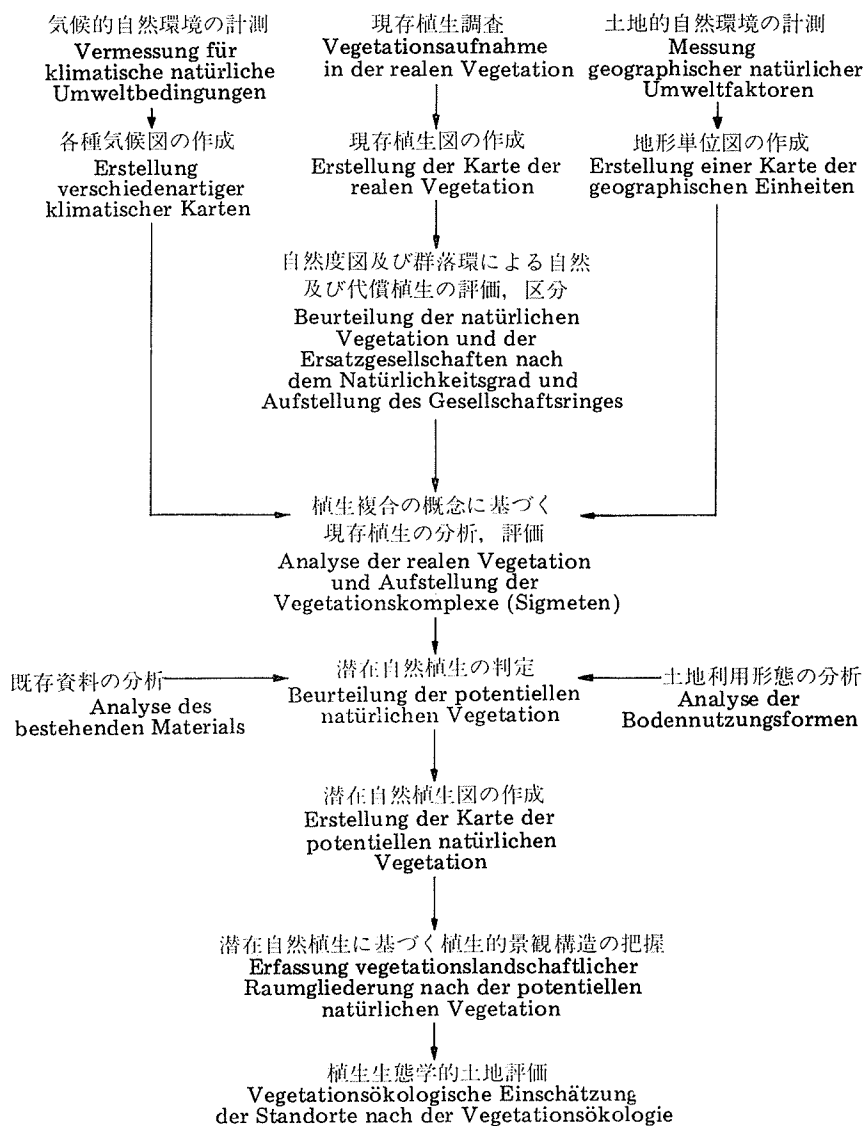 気候的自然環境の計測
Vermessung für
klimatische natürliche
Umweltbedingungen
現存植生調査
Vegetationsaufnahme
in der realen Vegetation
土地的自然環境の計測
Messung
geographischer natürlicher
Umweltfaktoren
各種気候図の作成
Erstellung
verschiedenartiger
klimatischer Karten
現存植生図の作成
Erstellung der Karte der
realen Vegetation
地形単位図の作成
Erstellung einer Karte der
geographischen Einheiten
自然度図及び群落環による自然
及び代償植生の評価，区分
Beurteilung der natürlichen
Vegetation und der
Ersatzgesellschaften nach
dem Natürlichkeitsgrad und
Aufstellung des Gesellschaftsringes
植生複合の概念に基づく
現存植生の分析，評価
Analyse der realen Vegetation
und Aufstellung der
Vegetationskomplexe (Sigmeten)
既存資料の分析
Analyse des
bestehenden Materials
潜在自然植生の判定
Beurteilung der potentiellen
natürlichen Vegetation
土地利用形態の分析
Analyse der
Bodennutzungsformen
潜在自然植生図の作成
Erstellung der Karte der
potentiellen natürlichen
Vegetation
潜在自然植生に基づく植生的景観構造の把握
Erfassung vegetationslandschaftlicher
Raumgliederung nach der potentiellen
natürlichen Vegetation
植生生態学的土地評価
Vegetationsökologische Einschätzung
der Standorte nach der Vegetationsökologie